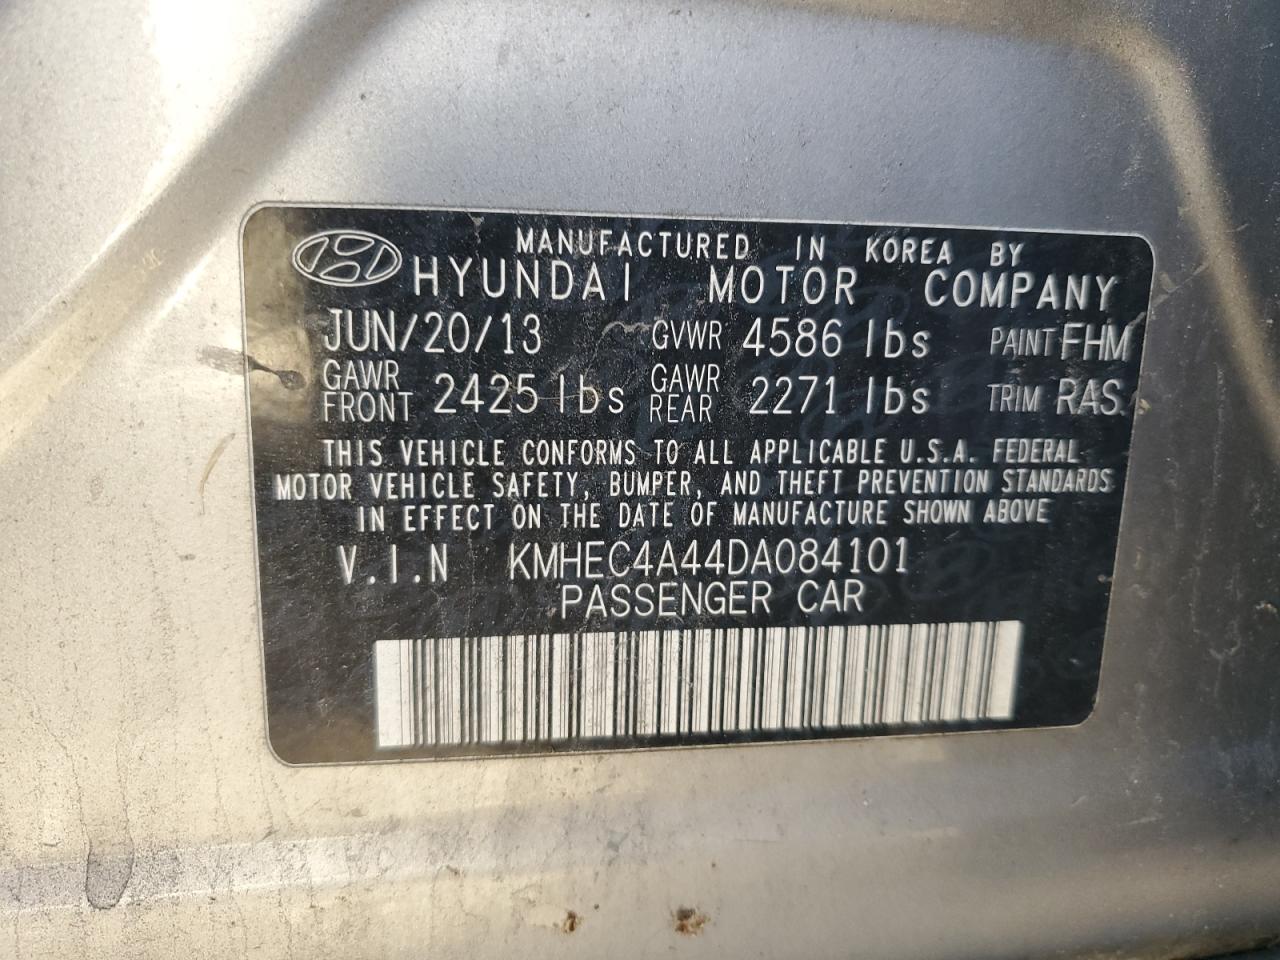 MANUFACTURED IN KOREA BY
HYUNDAI MOTOR COMPANY
JUN/20/13 GVWR 4586 lbs PAINT FHM
GAWR FRONT 2425 lbs GAWR REAR 2271 lbs TRIM RAS
THIS VEHICLE CONFORMS TO ALL APPLICABLE U.S.A. FEDERAL
MOTOR VEHICLE SAFETY, BUMPER, AND THEFT PREVENTION STANDARDS
IN EFFECT ON THE DATE OF MANUFACTURE SHOWN ABOVE
V.I.N KMHEC4A44DA084101
PASSENGER CAR